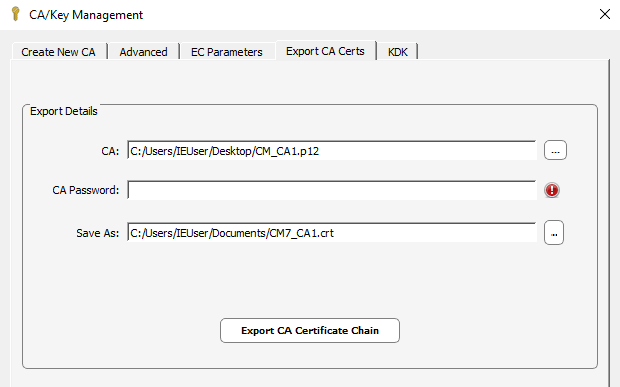 CA/Key Management
Create New CA Advanced EC Parameters Export CA Certs KDK
Export Details
CA: C:/Users/IEUser/Desktop/CM_CA1.p12 ...
CA Password:
Save As: C:/Users/IEUser/Documents/CM7_CA1.crt ...
Export CA Certificate Chain